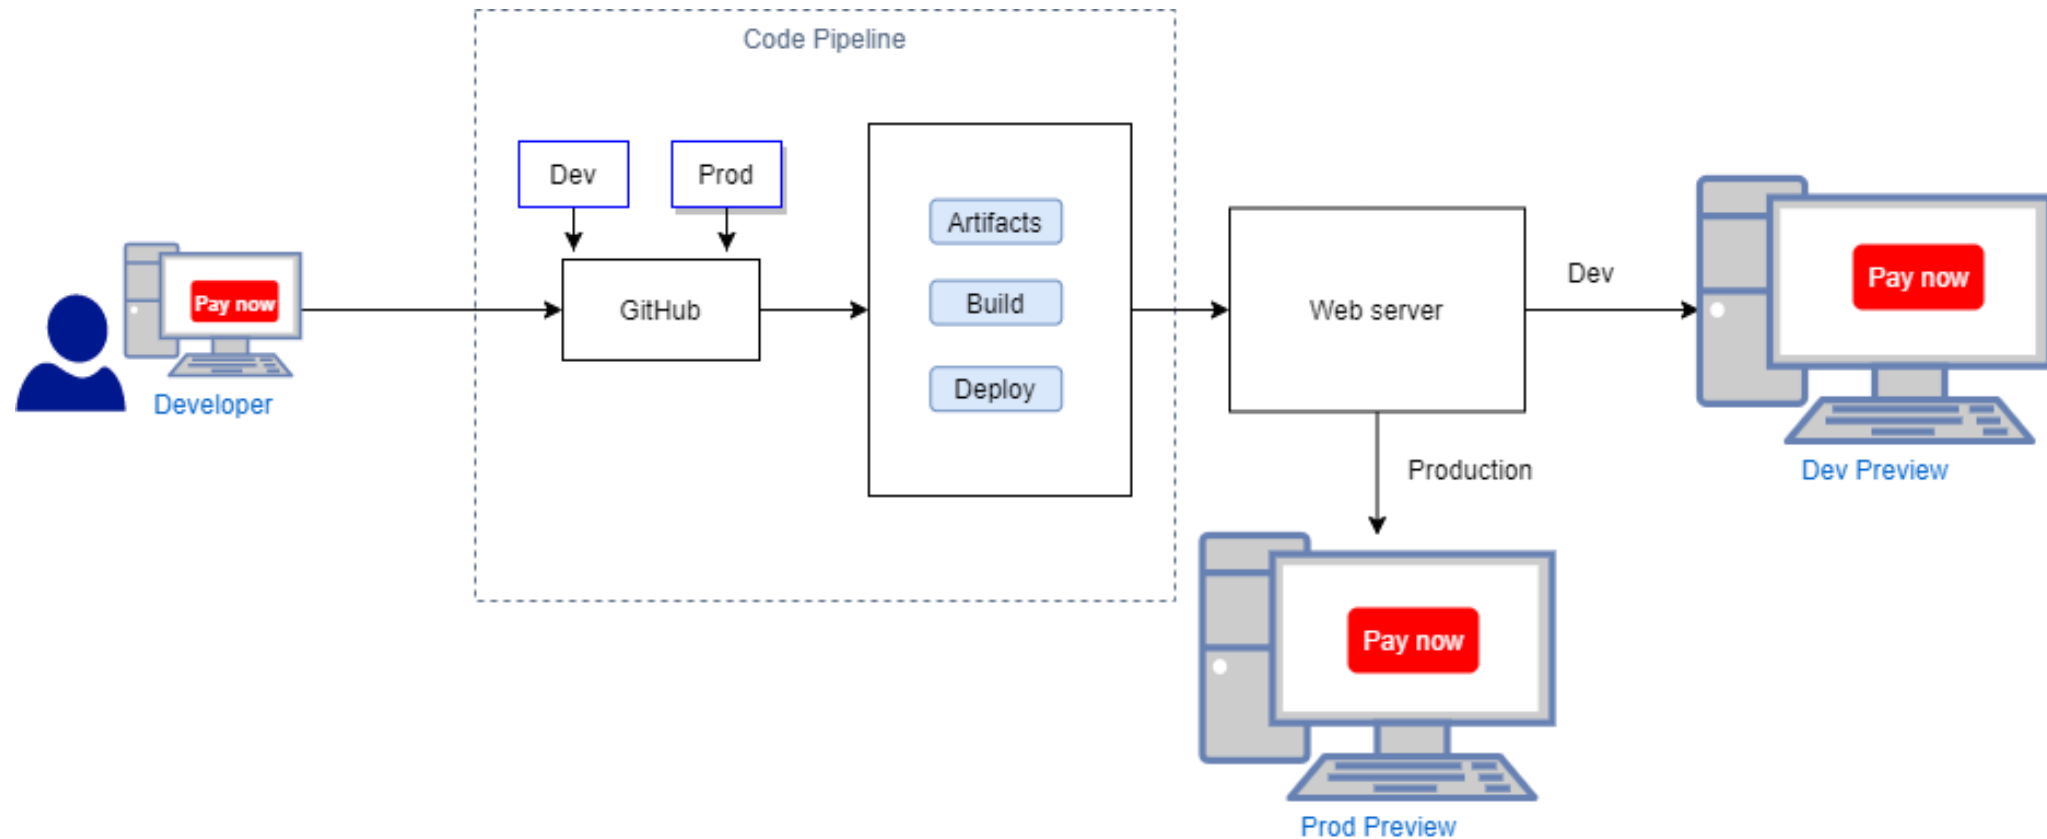 Code Pipeline
Dev
Prod
Pay now
Developer
GitHub
Artifacts
Build
Deploy
Web server
Dev
Pay now
Dev Preview
Production
Pay now
Prod Preview